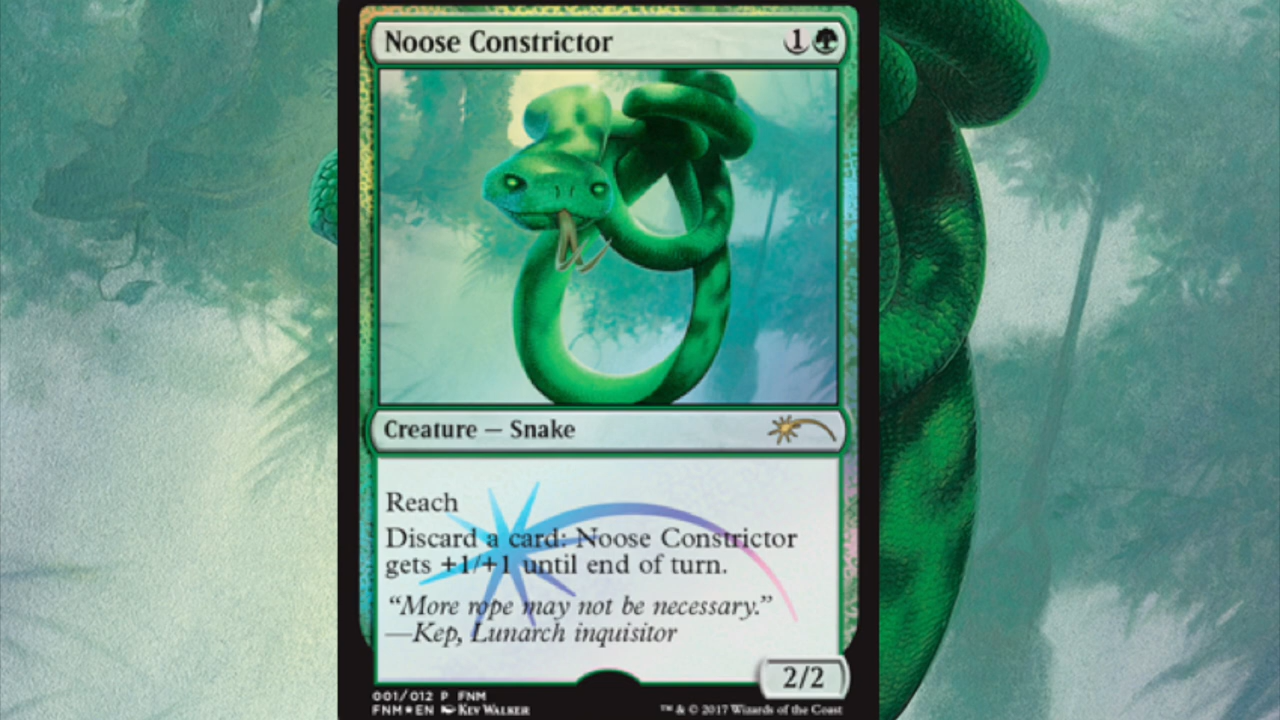 Noose Constrictor 1
Creature — Snake
Reach
Discard a card: Noose Constrictor
gets +1/+1 until end of turn.
“More rope may not be necessary.”
—Kep, Lunarch inquisitor
2/2
001/012 P FNM
FNM★EN Kev Walker
™ & © 2017 Wizards of the Coast